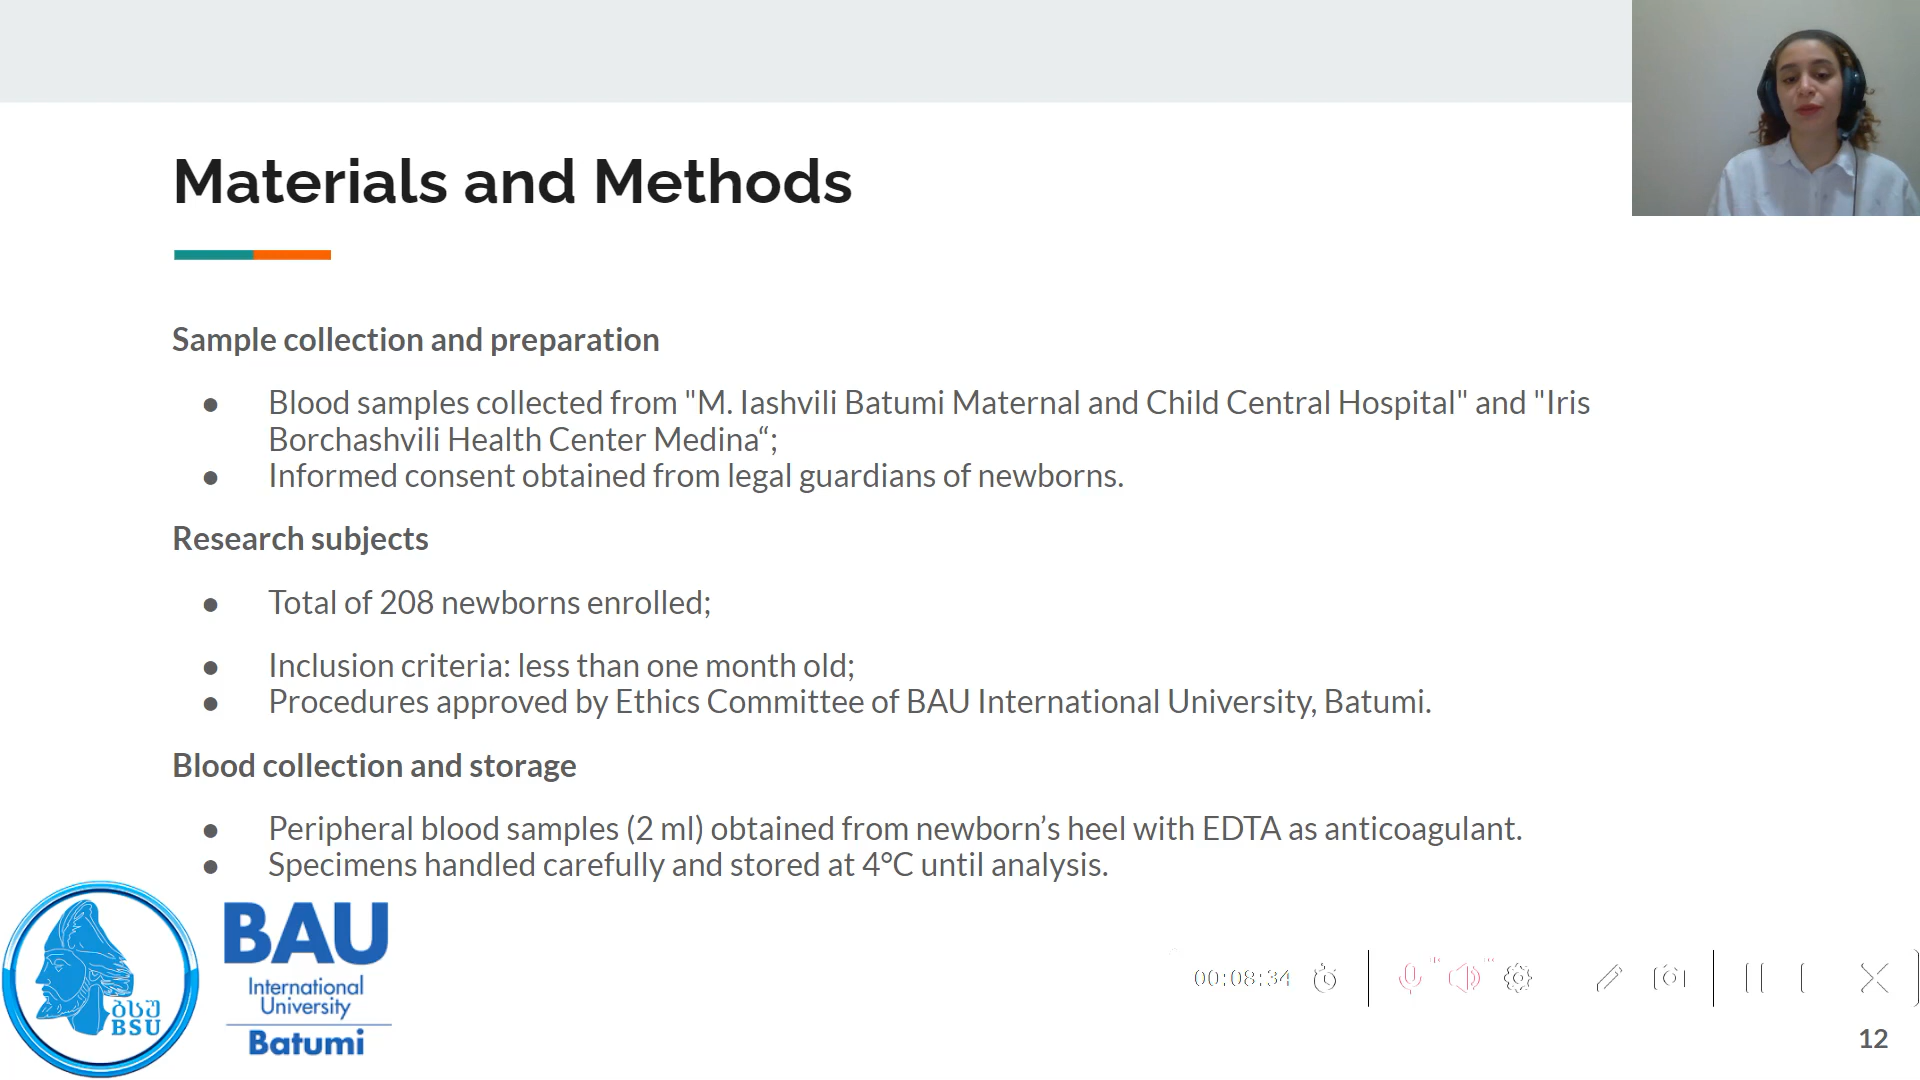 Materials and Methods
Sample collection and preparation
● Blood samples collected from "M. Iashvili Batumi Maternal and Child Central Hospital" and "Iris
Borchashvili Health Center Medina“;
● Informed consent obtained from legal guardians of newborns.
Research subjects
● Total of 208 newborns enrolled;
● Inclusion criteria: less than one month old;
● Procedures approved by Ethics Committee of BAU International University, Batumi.
Blood collection and storage
● Peripheral blood samples (2 ml) obtained from newborn’s heel with EDTA as anticoagulant.
● Specimens handled carefully and stored at 4°C until analysis.
ბსუ
BSU
BAU
International
University
Batumi
00:08:34
12